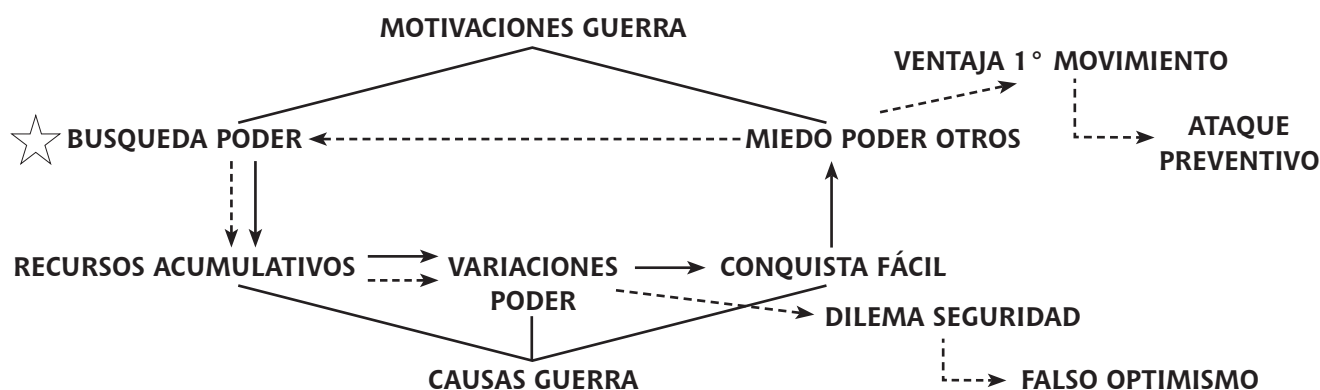 MOTIVACIONES GUERRA
VENTAJA 1° MOVIMIENTO
BUSQUEDA PODER
MIEDO PODER OTROS
ATAQUE
PREVENTIVO
RECURSOS ACUMULATIVOS
VARIACIONES
PODER
CONQUISTA FÁCIL
DILEMA SEGURIDAD
CAUSAS GUERRA
FALSO OPTIMISMO